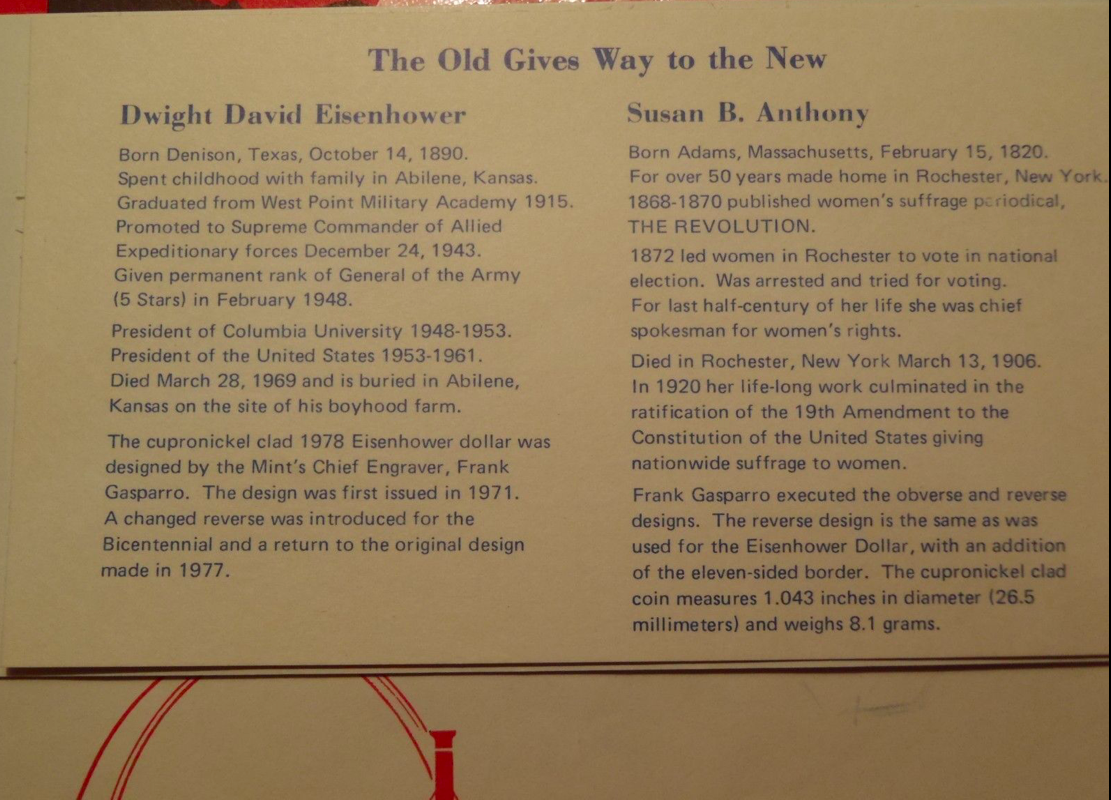 The Old Gives Way to the New
Dwight David Eisenhower
Born Denison, Texas, October 14, 1890.
Spent childhood with family in Abilene, Kansas.
Graduated from West Point Military Academy 1915.
Promoted to Supreme Commander of Allied
Expeditionary forces December 24, 1943.
Given permanent rank of General of the Army
(5 Stars) in February 1948.
President of Columbia University 1948-1953.
President of the United States 1953-1961.
Died March 28, 1969 and is buried in Abilene,
Kansas on the site of his boyhood farm.
The cupronickel clad 1978 Eisenhower dollar was
designed by the Mint's Chief Engraver, Frank
Gasparro. The design was first issued in 1971.
A changed reverse was introduced for the
Bicentennial and a return to the original design
made in 1977.
Susan B. Anthony
Born Adams, Massachusetts, February 15, 1820.
For over 50 years made home in Rochester, New York.
1868-1870 published women's suffrage periodical,
THE REVOLUTION.
1872 led women in Rochester to vote in national
election. Was arrested and tried for voting.
For last half-century of her life she was chief
spokesman for women's rights.
Died in Rochester, New York March 13, 1906.
In 1920 her life-long work culminated in the
ratification of the 19th Amendment to the
Constitution of the United States giving
nationwide suffrage to women.
Frank Gasparro executed the obverse and reverse
designs. The reverse design is the same as was
used for the Eisenhower Dollar, with an addition
of the eleven-sided border. The cupronickel clad
coin measures 1.043 inches in diameter (26.5
millimeters) and weighs 8.1 grams.